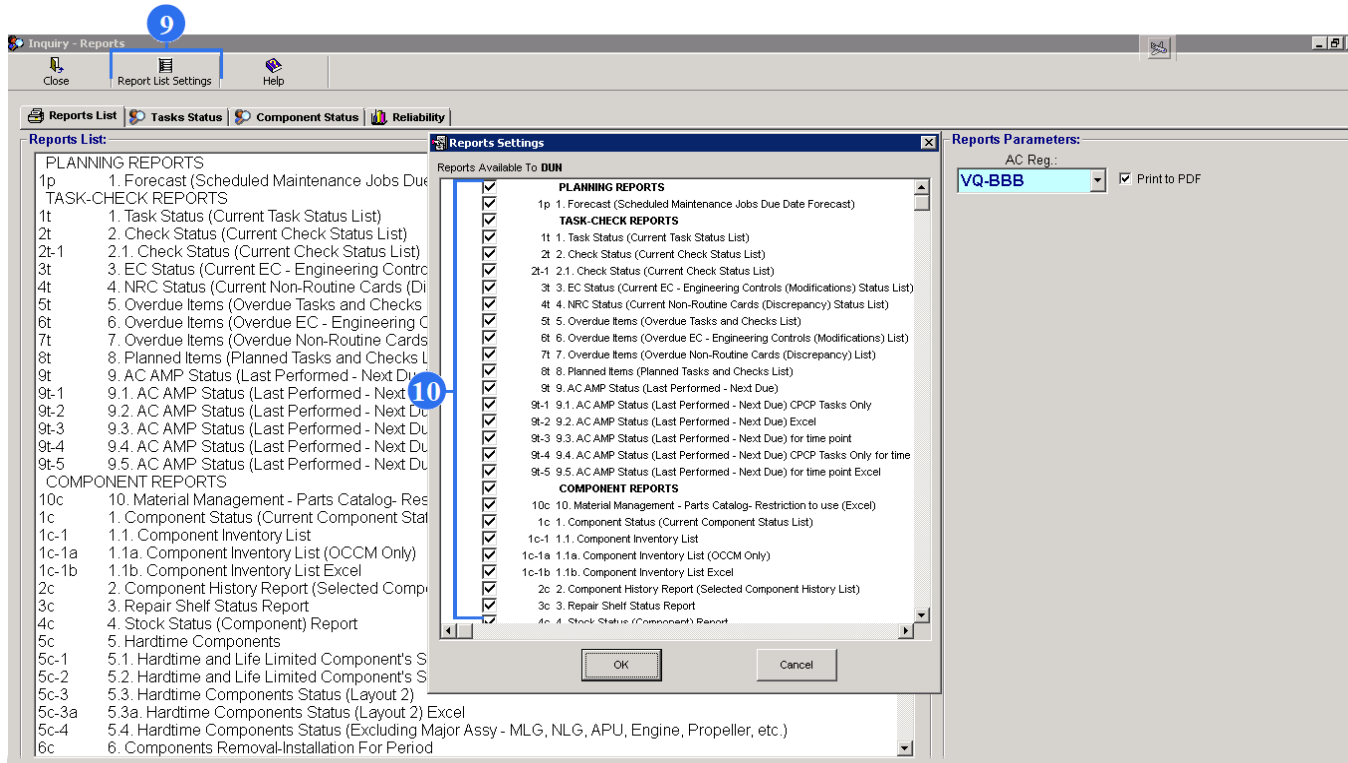 9
Inquiry - Reports
Close Report List Settings Help
Reports List Tasks Status Component Status Reliability
Reports List:
PLANNING REPORTS
1p 1. Forecast (Scheduled Maintenance Jobs Due
TASK-CHECK REPORTS
1t 1. Task Status (Current Task Status List)
2t 2. Check Status (Current Check Status List)
2t-1 2.1. Check Status (Current Check Status List)
3t 3. EC Status (Current EC - Engineering Contro
4t 4. NRC Status (Current Non-Routine Cards (Di
5t 5. Overdue Items (Overdue Tasks and Checks
6t 6. Overdue Items (Overdue EC - Engineering C
7t 7. Overdue Items (Overdue Non-Routine Cards
8t 8. Planned Items (Planned Tasks and Checks L
9t 9. AC AMP Status (Last Performed - Next Du
9t-1 9.1. AC AMP Status (Last Performed - Next
9t-2 9.2. AC AMP Status (Last Performed - Next Du
9t-3 9.3. AC AMP Status (Last Performed - Next Du
9t-4 9.4. AC AMP Status (Last Performed - Next Du
9t-5 9.5. AC AMP Status (Last Performed - Next Du
COMPONENT REPORTS
10c 10. Material Management - Parts Catalog- Res
1c 1. Component Status (Current Component Stat
1c-1 1.1. Component Inventory List
1c-1a 1.1a. Component Inventory List (OCCM Only)
1c-1b 1.1b. Component Inventory List Excel
2c 2. Component History Report (Selected Compo
3c 3. Repair Shelf Status Report
4c 4. Stock Status (Component) Report
5c 5. Hardtime Components
5c-1 5.1. Hardtime and Life Limited Component's S
5c-2 5.2. Hardtime and Life Limited Component's S
5c-3 5.3. Hardtime Components Status (Layout 2)
5c-3a 5.3a. Hardtime Components Status (Layout 2) Excel
5c-4 5.4. Hardtime Components Status (Excluding Major Assy - MLG, NLG, APU, Engine, Propeller, etc.)
6c 6. Components Removal-Installation For Period
10
Reports Settings
Reports Available To DUN
PLANNING REPORTS
1p 1. Forecast (Scheduled Maintenance Jobs Due Date Forecast)
TASK-CHECK REPORTS
1t 1. Task Status (Current Task Status List)
2t 2. Check Status (Current Check Status List)
2t-1 2.1. Check Status (Current Check Status List)
3t 3. EC Status (Current EC - Engineering Controls (Modifications) Status List)
4t 4. NRC Status (Current Non-Routine Cards (Discrepancy) Status List)
5t 5. Overdue Items (Overdue Tasks and Checks List)
6t 6. Overdue Items (Overdue EC - Engineering Controls (Modifications) List)
7t 7. Overdue Items (Overdue Non-Routine Cards (Discrepancy) List)
8t 8. Planned Items (Planned Tasks and Checks List)
9t 9. AC AMP Status (Last Performed - Next Due)
9t-1 9.1. AC AMP Status (Last Performed - Next Due) CPCP Tasks Only
9t-2 9.2. AC AMP Status (Last Performed - Next Due) Excel
9t-3 9.3. AC AMP Status (Last Performed - Next Due) for time point
9t-4 9.4. AC AMP Status (Last Performed - Next Due) CPCP Tasks Only for time
9t-5 9.5. AC AMP Status (Last Performed - Next Due) for time point Excel
COMPONENT REPORTS
10c 10. Material Management - Parts Catalog- Restriction to use (Excel)
1c 1. Component Status (Current Component Status List)
1c-1 1.1. Component Inventory List
1c-1a 1.1a. Component Inventory List (OCCM Only)
1c-1b 1.1b. Component Inventory List Excel
2c 2. Component History Report (Selected Component History List)
3c 3. Repair Shelf Status Report
4c 4. Stock Status (Component) Report
OK Cancel
Reports Parameters:
AC Reg.:
VQ-BBB Print to PDF